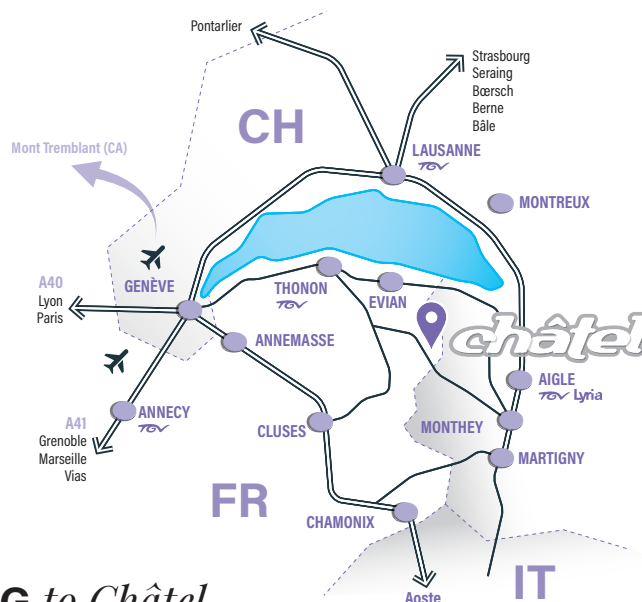 Pontarlier
Strasbourg
Seraing
Bœrsch
Berne
Bâle
CH
Mont Tremblant (CA)
LAUSANNE
TGV
MONTREUX
A40
Lyon
Paris
GENÈVE
THONON
TGV
EVIAN
châtel
ANNEMASSE
AIGLE
TGV Lyria
ANNECY
TGV
A41
Grenoble
Marseille
Vias
CLUSES
MONTHEY
MARTIGNY
FR
CHAMONIX
IT
Aoste
G to Châtel